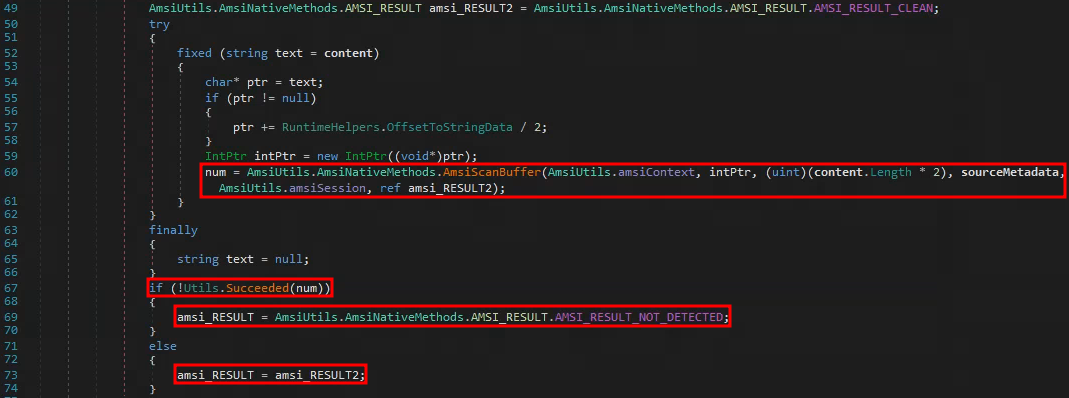 49 AmsiUtils.AmsiNativeMethods.AMSI_RESULT amsi_RESULT2 = AmsiUtils.AmsiNativeMethods.AMSI_RESULT.AMSI_RESULT_CLEAN;
50 try
51 {
52 fixed (string text = content)
53 {
54 char* ptr = text;
55 if (ptr != null)
56 {
57 ptr += RuntimeHelpers.OffsetToStringData / 2;
58 }
59 IntPtr intPtr = new IntPtr((void*)ptr);
60 num = AmsiUtils.AmsiNativeMethods.AmsiScanBuffer(AmsiUtils.amsiContext, intPtr, (uint)(content.Length * 2), sourceMetadata,
AmsiUtils.amsiSession, ref amsi_RESULT2);
61 }
62 }
63 finally
64 {
65 string text = null;
66 }
67 if (!Utils.Succeeded(num))
68 {
69 amsi_RESULT = AmsiUtils.AmsiNativeMethods.AMSI_RESULT.AMSI_RESULT_NOT_DETECTED;
70 }
71 else
72 {
73 amsi_RESULT = amsi_RESULT2;
74 }